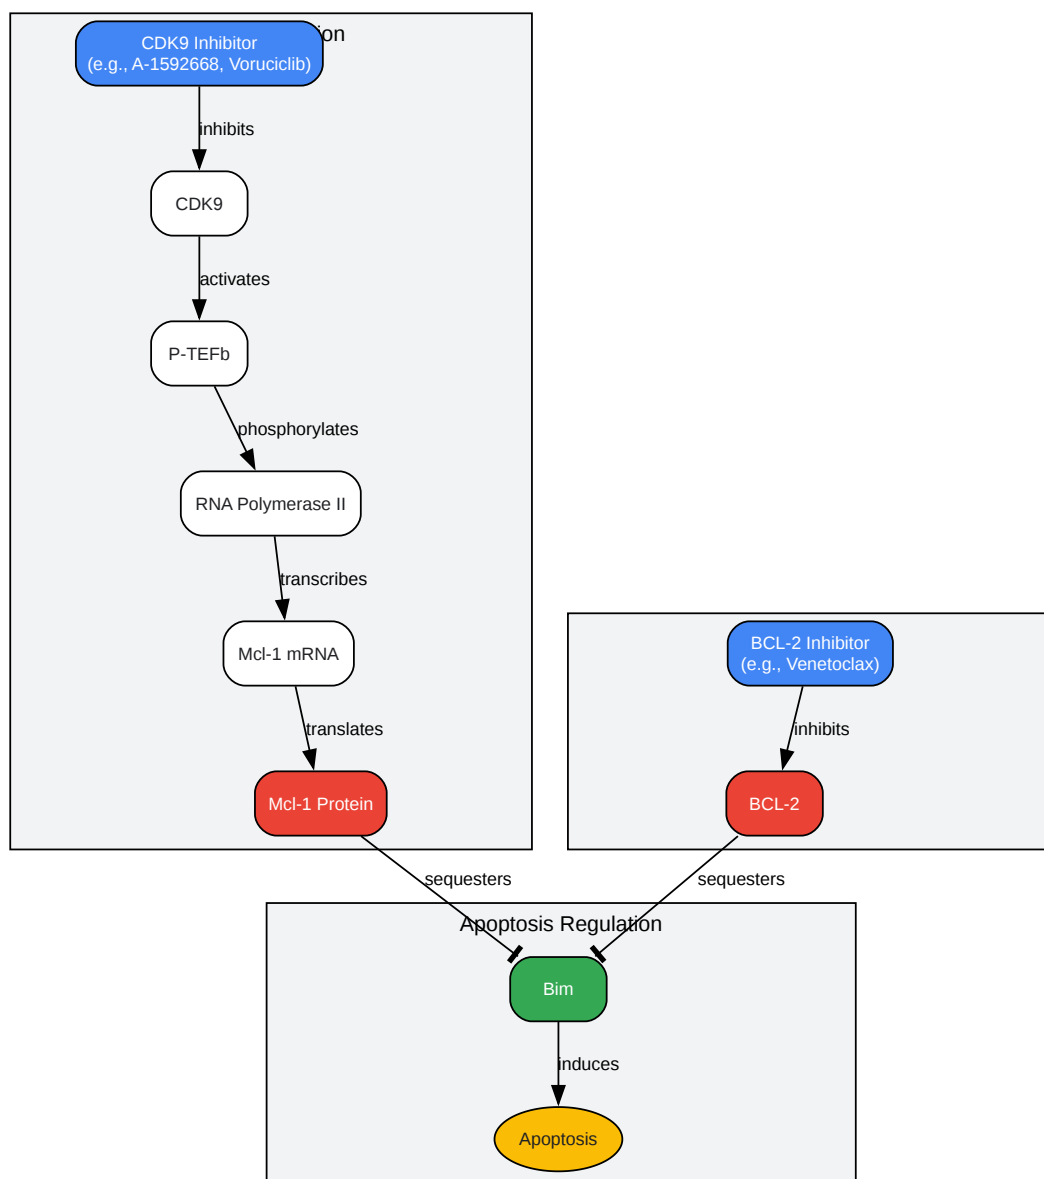 CDK9 Inhibitor
(e.g., A-1592668, Voruciclib)
inhibits
CDK9
activates
P-TEFb
phosphorylates
RNA Polymerase II
transcribes
Mcl-1 mRNA
translates
Mcl-1 Protein
BCL-2 Inhibitor
(e.g., Venetoclax)
inhibits
BCL-2
sequesters
sequesters
Apoptosis Regulation
Bim
induces
Apoptosis